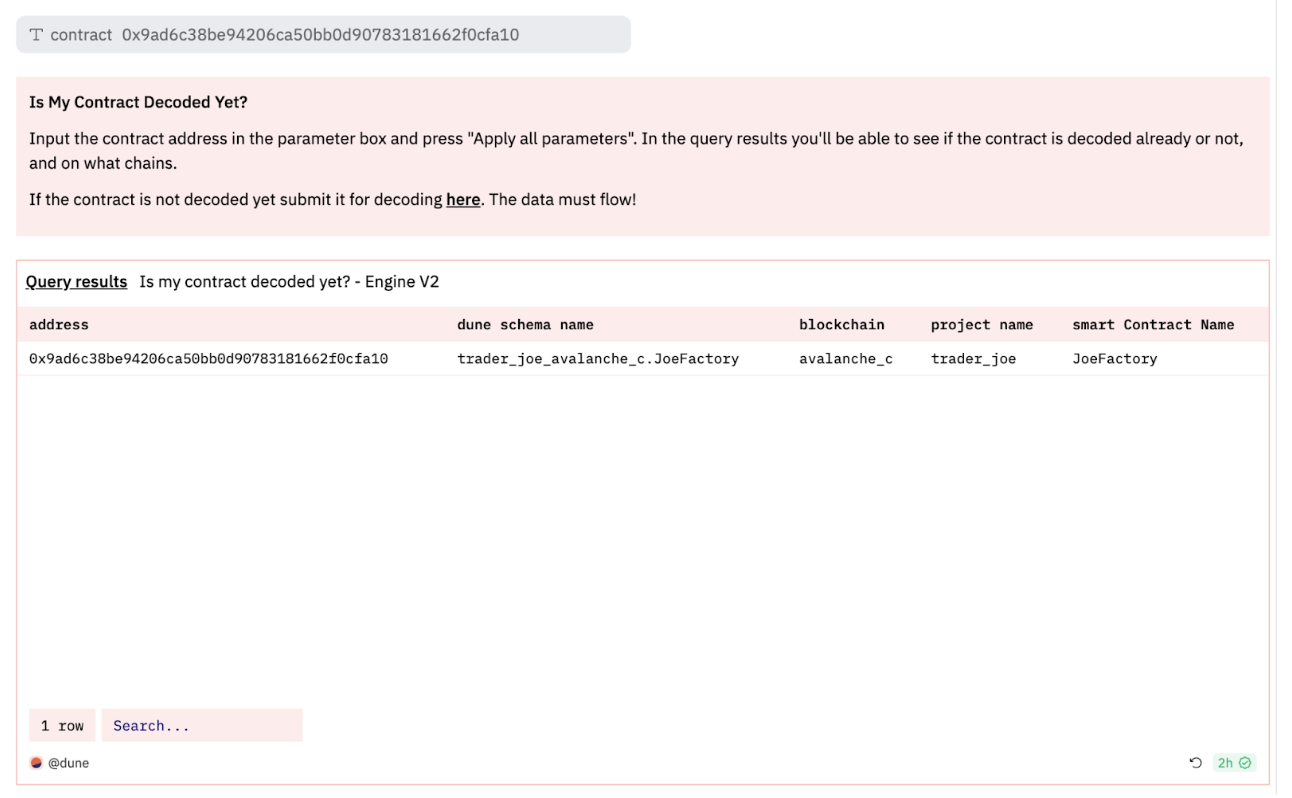 contract 0x9ad6c38be94206ca50bb0d90783181662f0cfa10
Is My Contract Decoded Yet?
Input the contract address in the parameter box and press "Apply all parameters". In the query results you'll be able to see if the contract is decoded already or not,
and on what chains.
If the contract is not decoded yet submit it for decoding here. The data must flow!
Query results Is my contract decoded yet? - Engine V2
address dune schema name blockchain project name smart Contract Name
0x9ad6c38be94206ca50bb0d90783181662f0cfa10 trader_joe_avalanche_c.JoeFactory avalanche_c trader_joe JoeFactory
1 row Search...
@dune 2h